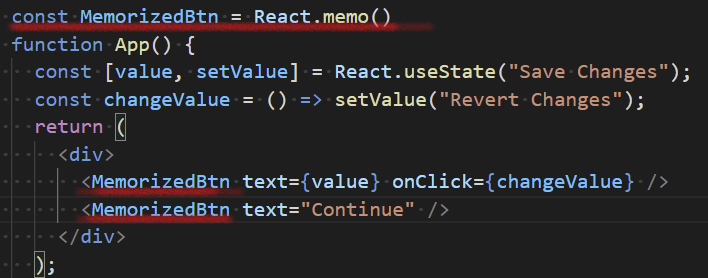 const MemorizedBtn = React.memo()
function App() {
const [value, setValue] = React.useState("Save Changes");
const changeValue = () => setValue("Revert Changes");
return (
<div>
<MemorizedBtn text={value} onClick={changeValue} />
<MemorizedBtn text="Continue" />
</div>
);